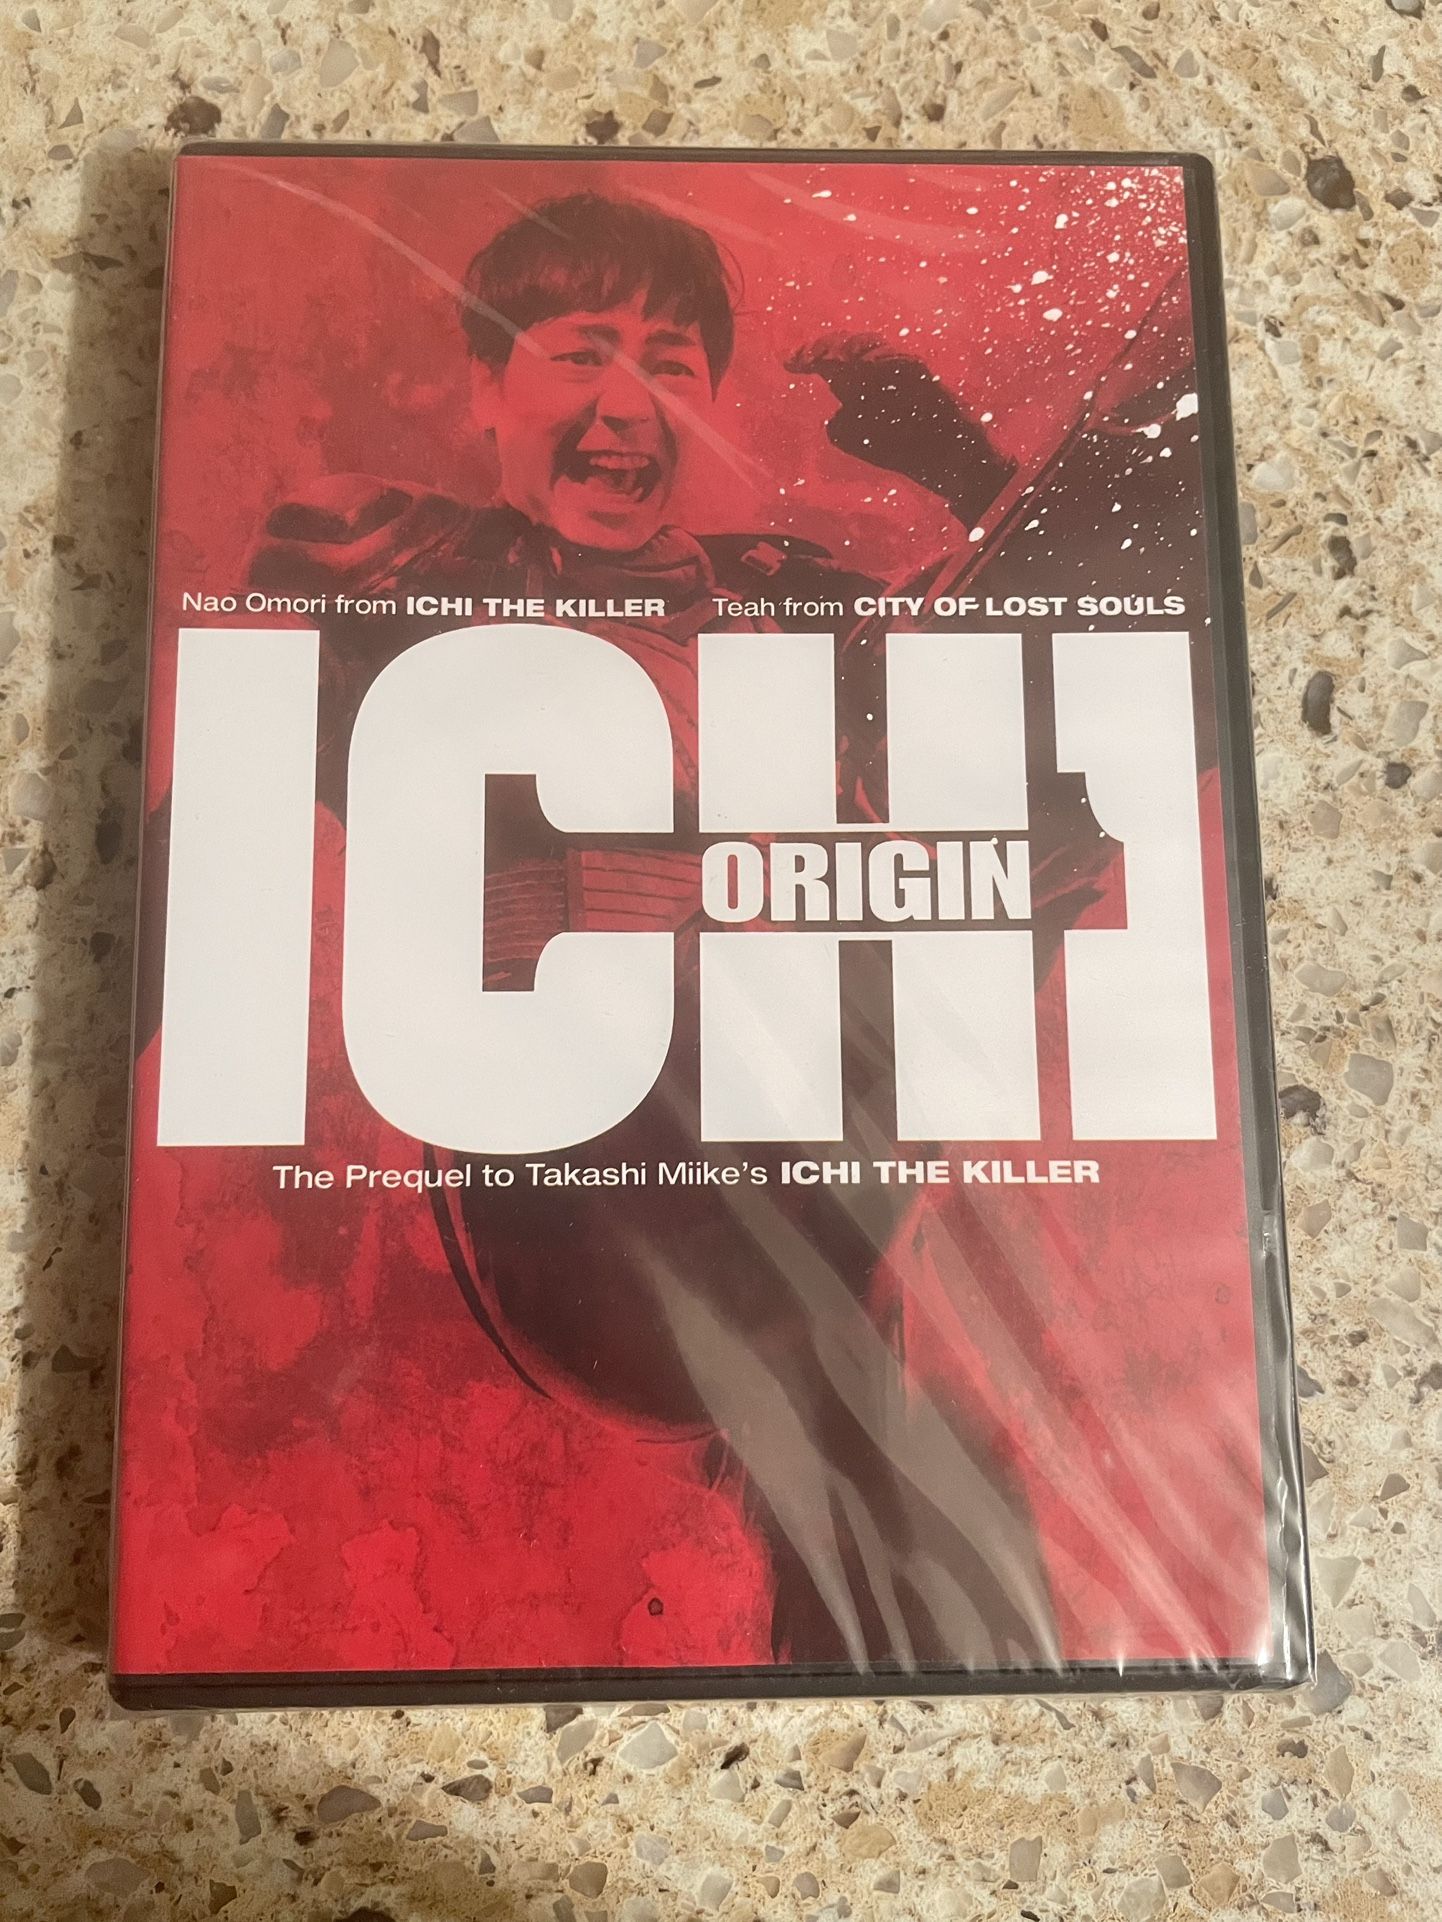 Nao Omori from ICHI THE KILLER Teah from CITY OF LOST SOULS
ICHI
ORIGIN
The Prequel to Takashi Miike's ICHI THE KILLER